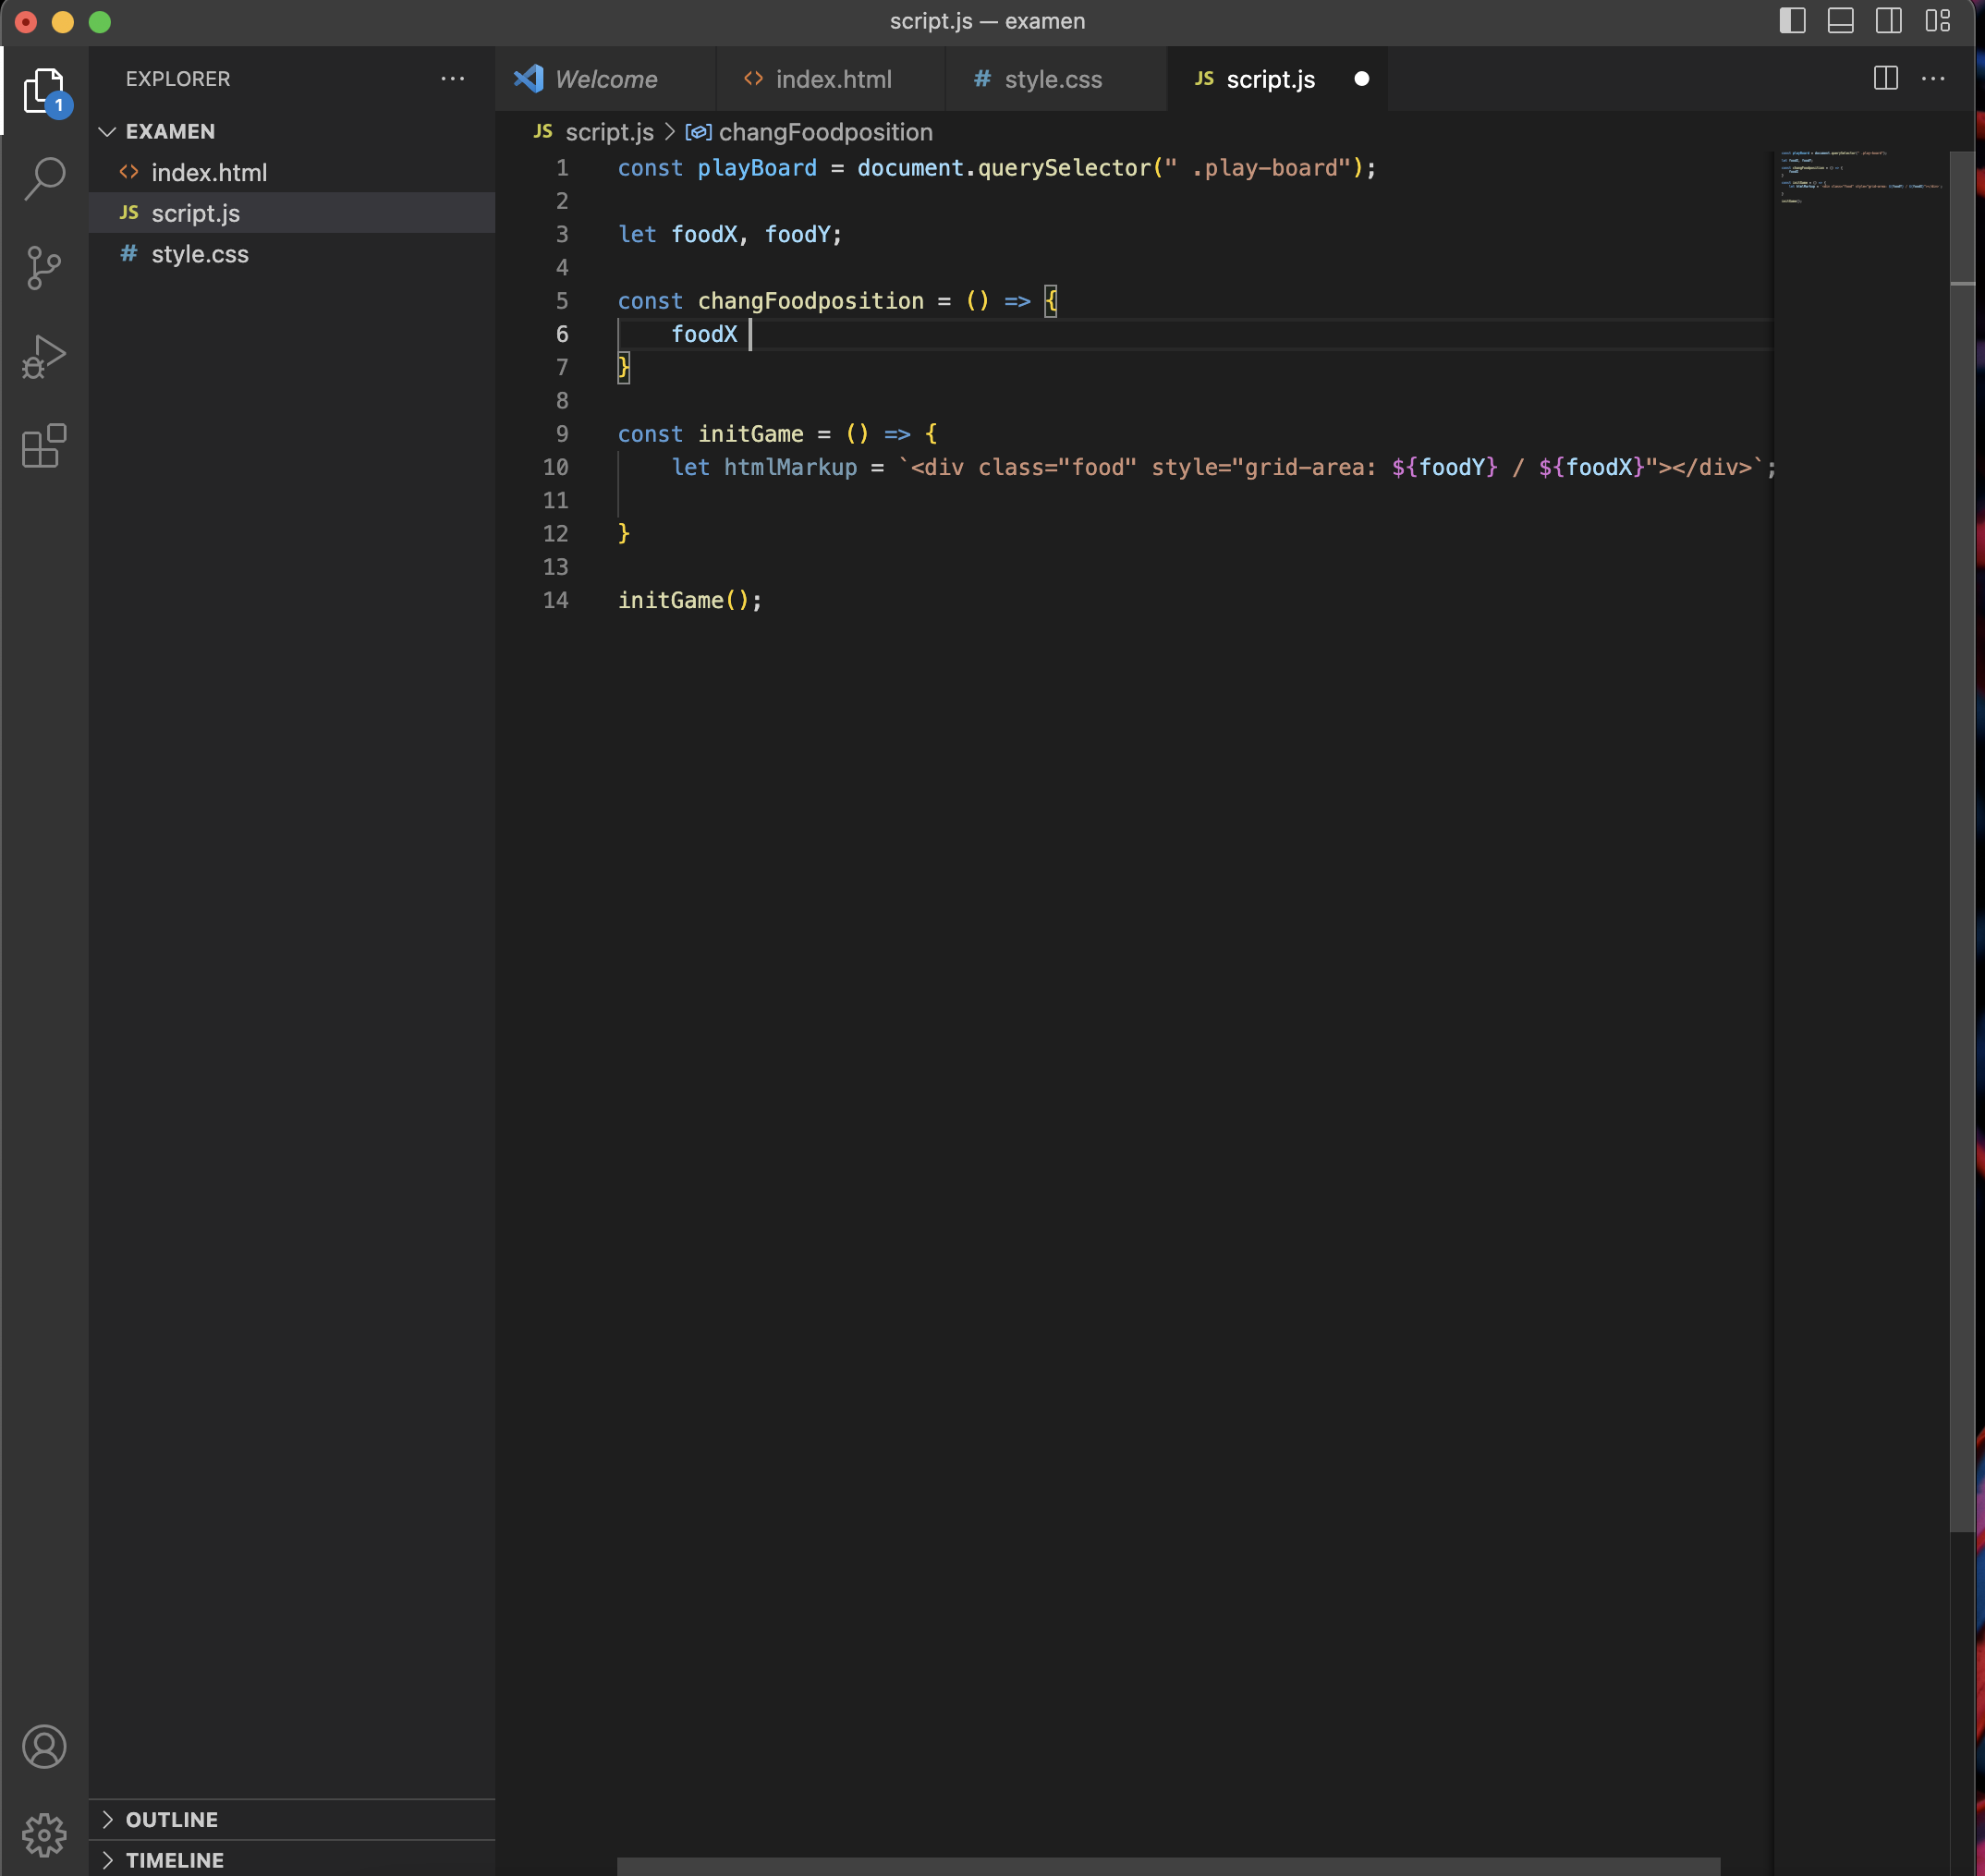 script.js — examen
EXPLORER
Welcome
index.html
style.css
JS script.js
1
EXAMEN
index.html
JS script.js
# style.css
JS script.js > changFoodposition
1 const playBoard = document.querySelector(" .play-board");
2
3 let foodX, foodY;
4
5 const changFoodposition = () => {
6 foodX
7 }
8
9 const initGame = () => {
10 let htmlMarkup = `<div class="food" style="grid-area: ${foodY} / ${foodX}"></div>`;
11
12 }
13
14 initGame();
OUTLINE
TIMELINE